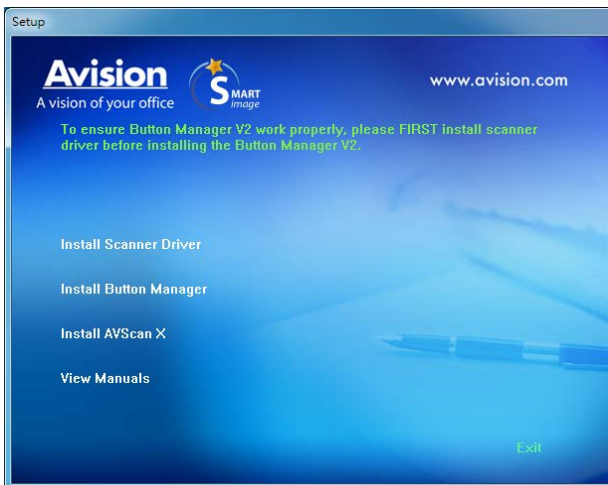 Setup
Avision
A vision of your office
SMART
image
www.avision.com
To ensure Button Manager V2 work properly, please FIRST install scanner
driver before installing the Button Manager V2.
Install Scanner Driver
Install Button Manager
Install AVScan X
View Manuals
Exit